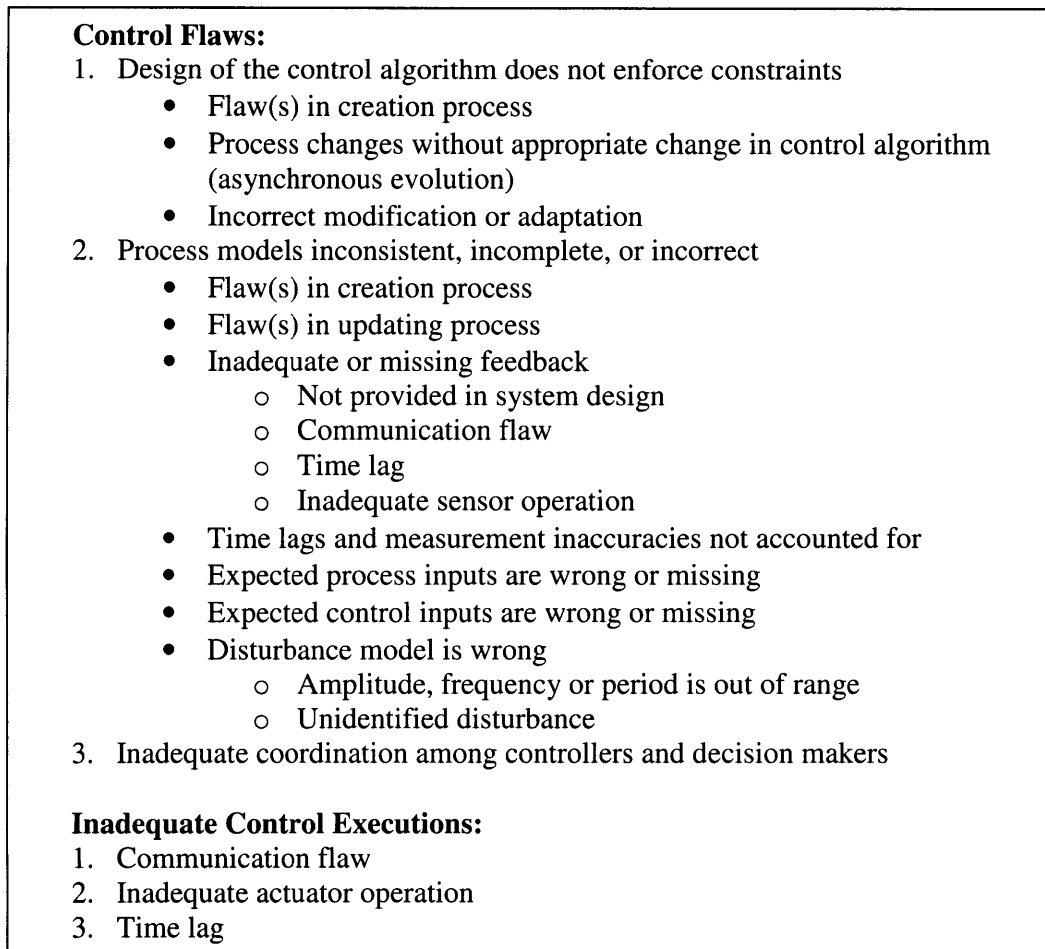 Control Flaws:
1. Design of the control algorithm does not enforce constraints
• Flaw(s) in creation process
• Process changes without appropriate change in control algorithm
(asynchronous evolution)
• Incorrect modification or adaptation
2. Process models inconsistent, incomplete, or incorrect
• Flaw(s) in creation process
• Flaw(s) in updating process
• Inadequate or missing feedback
o Not provided in system design
o Communication flaw
o Time lag
o Inadequate sensor operation
• Time lags and measurement inaccuracies not accounted for
• Expected process inputs are wrong or missing
• Expected control inputs are wrong or missing
• Disturbance model is wrong
o Amplitude, frequency or period is out of range
o Unidentified disturbance
3. Inadequate coordination among controllers and decision makers
Inadequate Control Executions:
1. Communication flaw
2. Inadequate actuator operation
3. Time lag